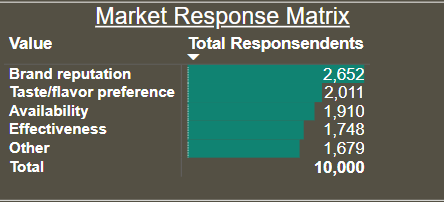 Market Response Matrix
Value Total Responsendents
Brand reputation 2,652
Taste/flavor preference 2,011
Availability 1,910
Effectiveness 1,748
Other 1,679
Total 10,000